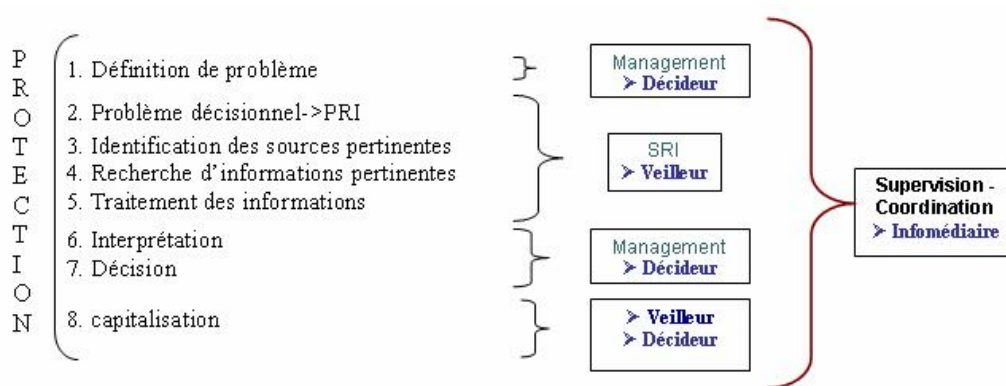 PROTECTION
1. Définition de problème
2. Problème décisionnel->PRI
3. Identification des sources pertinentes
4. Recherche d'informations pertinentes
5. Traitement des informations
6. Interprétation
7. Décision
8. capitalisation
Management
➢ Décideur
SRI
➢ Veilleur
Management
➢ Décideur
➢ Veilleur
➢ Décideur
Supervision -
Coordination
➢ Infomédiaire